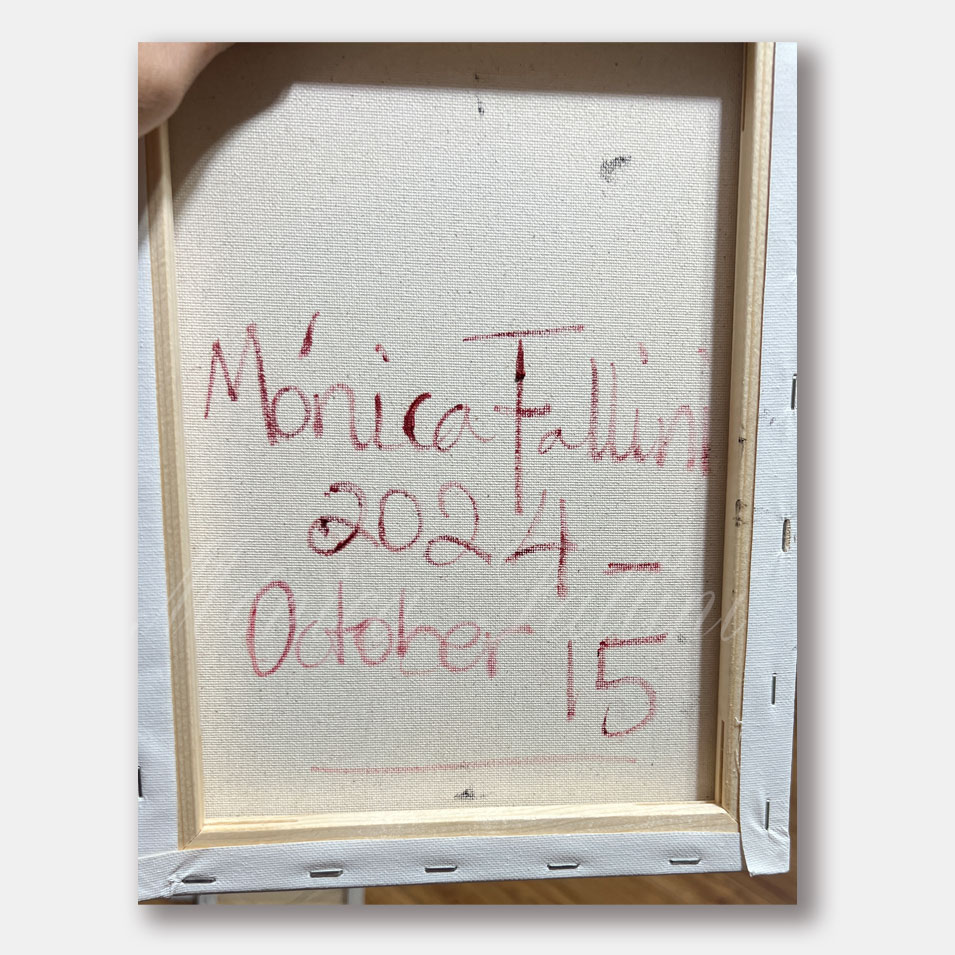 Mónica Fallini
2024 –
October 15